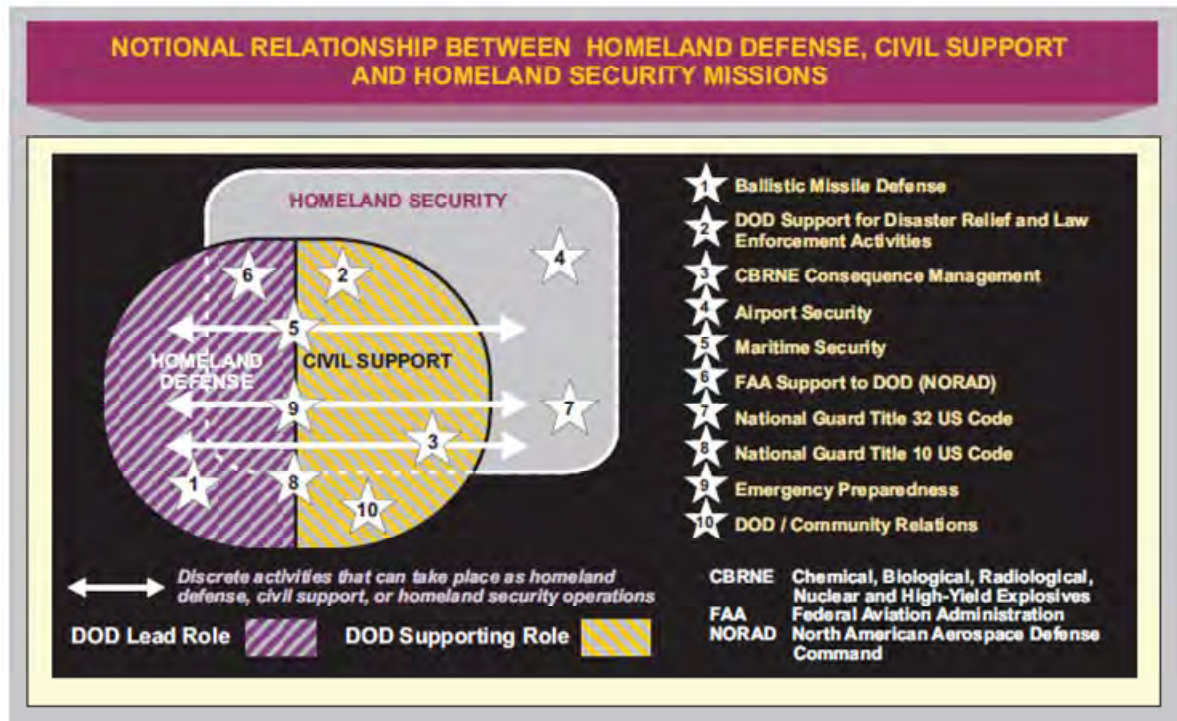 NOTIONAL RELATIONSHIP BETWEEN HOMELAND DEFENSE, CIVIL SUPPORT
AND HOMELAND SECURITY MISSIONS
HOMELAND SECURITY
6
2
4
5
HOMELAND
DEFENSE
CIVIL SUPPORT
9
7
3
1
8
10
1 Ballistic Missile Defense
2 DOD Support for Disaster Relief and Law
Enforcement Activities
3 CBRNE Consequence Management
4 Airport Security
5 Maritime Security
6 FAA Support to DOD (NORAD)
7 National Guard Title 32 US Code
8 National Guard Title 10 US Code
9 Emergency Preparedness
10 DOD / Community Relations
Discrete activities that can take place as homeland
defense, civil support, or homeland security operations
DOD Lead Role
DOD Supporting Role
CBRNE Chemical, Biological, Radiological,
Nuclear and High-Yield Explosives
FAA Federal Aviation Administration
NORAD North American Aerospace Defense
Command